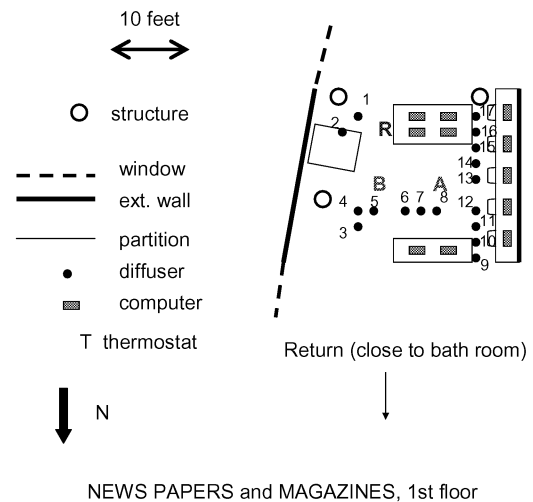 10 feet
structure
window
ext. wall
partition
diffuser
computer
T thermostat
N
1
2
R
17
16
15
14
13
B
A
4
5
6
7
8
12
3
11
10
9
Return (close to bath room)
NEWS PAPERS and MAGAZINES, 1st floor